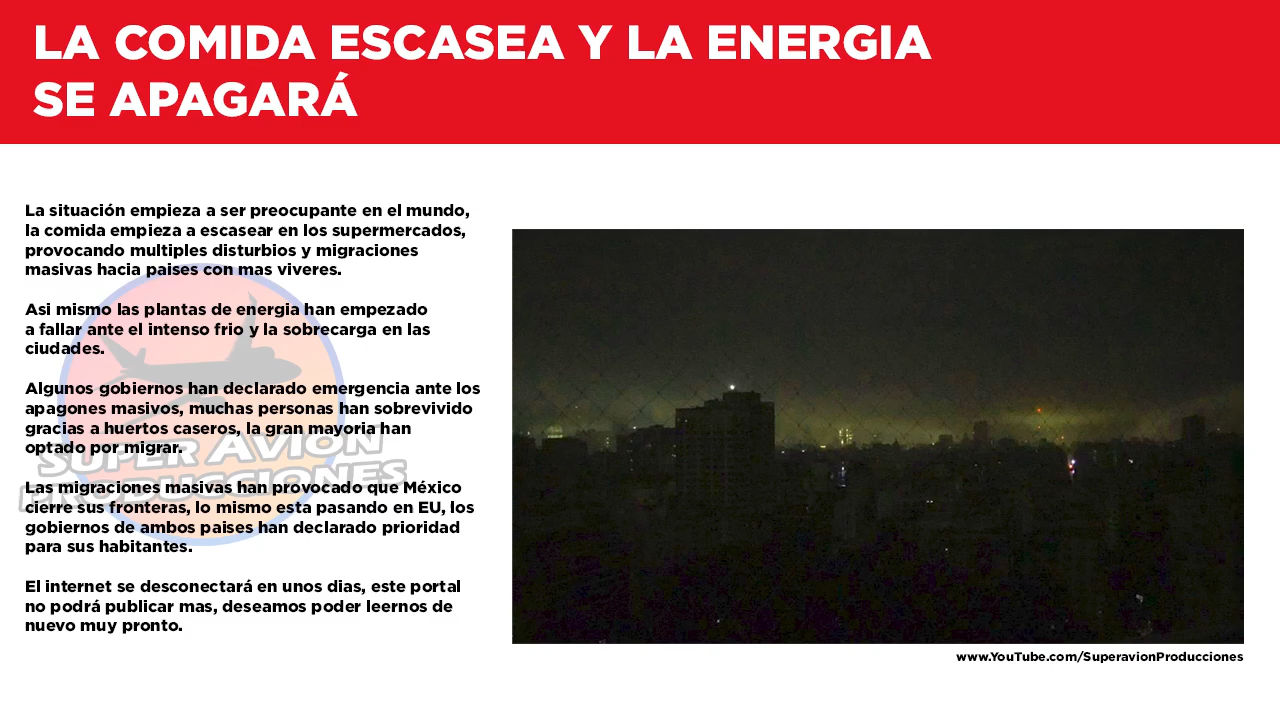 LA COMIDA ESCASEA Y LA ENERGIA
SE APAGARÁ
La situación empieza a ser preocupante en el mundo,
la comida empieza a escasear en los supermercados,
provocando multiples disturbios y migraciones
masivas hacia paises con mas viveres.
Asi mismo las plantas de energia han empezado
a fallar ante el intenso frio y la sobrecarga en las
ciudades.
Algunos gobiernos han declarado emergencia ante los
apagones masivos, muchas personas han sobrevivido
gracias a huertos caseros, la gran mayoria han
optado por migrar.
SUPER AVION
PRODUCCIONES
Las migraciones masivas han provocado que México
cierre sus fronteras, lo mismo esta pasando en EU, los
gobiernos de ambos paises han declarado prioridad
para sus habitantes.
El internet se desconectará en unos dias, este portal
no podrá publicar mas, deseamos poder leernos de
nuevo muy pronto.
www.YouTube.com/SuperavionProducciones